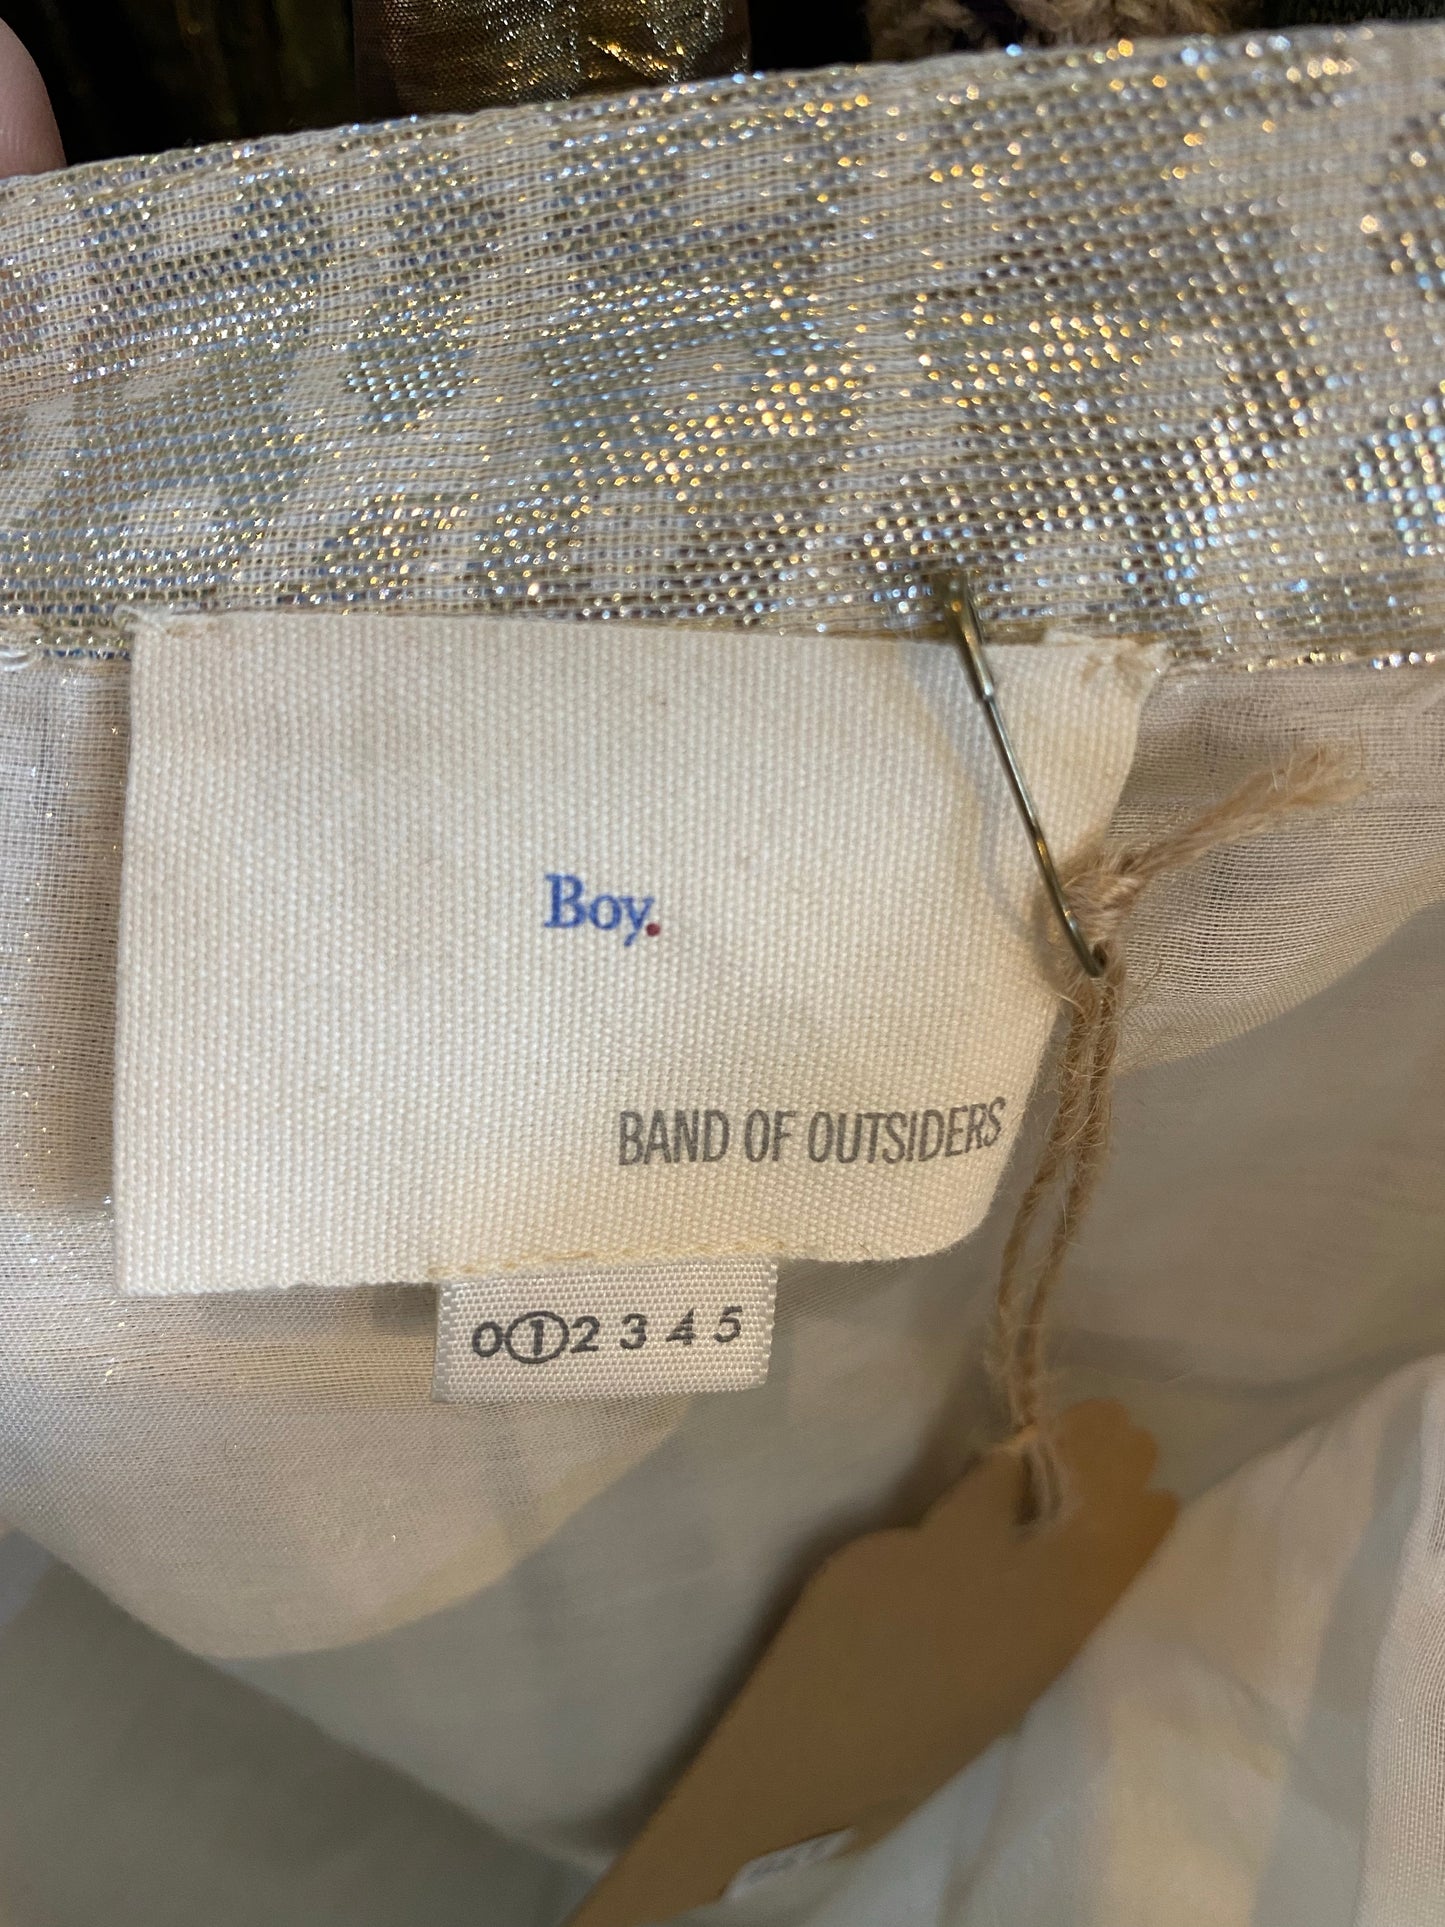 Boy.
BAND OF OUTSIDERS
0 1 2 3 4 5